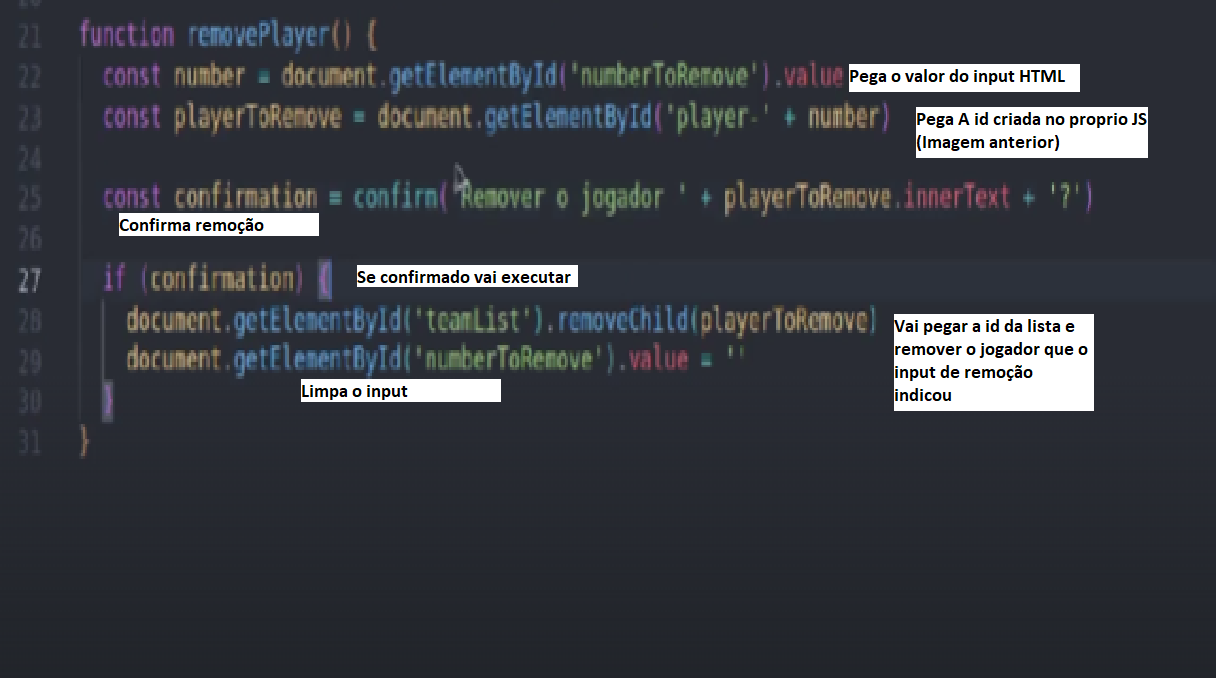 20
21 function removePlayer() {
22 const number = document.getElementById('numberToRemove').value Pega o valor do input HTML
23 const playerToRemove = document.getElementById('player-' + number) Pega A id criada no proprio JS
(Imagem anterior)
24
25 const confirmation = confirm('Remover o jogador ' + playerToRemove.innerText + '?')
Confirma remoção
26
27 if (confirmation) { Se confirmado vai executar
28 document.getElementById('teamList').removeChild(playerToRemove) Vai pegar a id da lista e
remover o jogador que o
29 document.getElementById('numberToRemove').value = '' input de remoção
indicou
Limpa o input
30 }
31 }